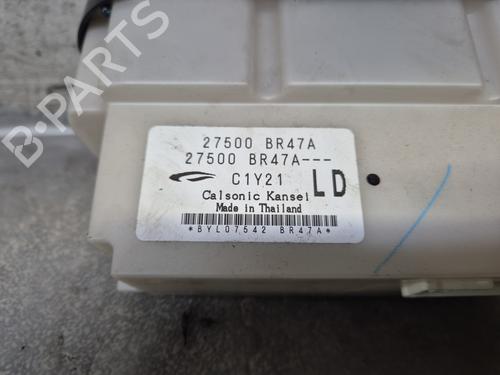 27500 BR47A
27500 BR47A---
C1Y21 LD
Calsonic Kansei
Made in Thailand
*BYL07542 BR47A*
B-PARTS